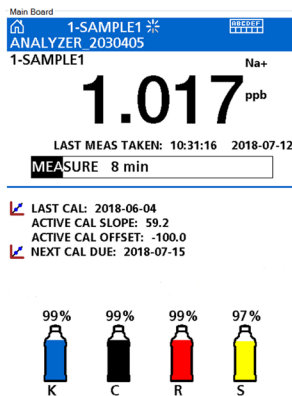 Main Board
1-SAMPLE1
ABCDEF
ANALYZER_2030405
1-SAMPLE1
Na+
1.017 ppb
LAST MEAS TAKEN: 10:31:16 2018-07-12
MEASURE 8 min
LAST CAL: 2018-06-04
ACTIVE CAL SLOPE: 59.2
ACTIVE CAL OFFSET: -100.0
NEXT CAL DUE: 2018-07-15
99% 99% 99% 97%
K C R S